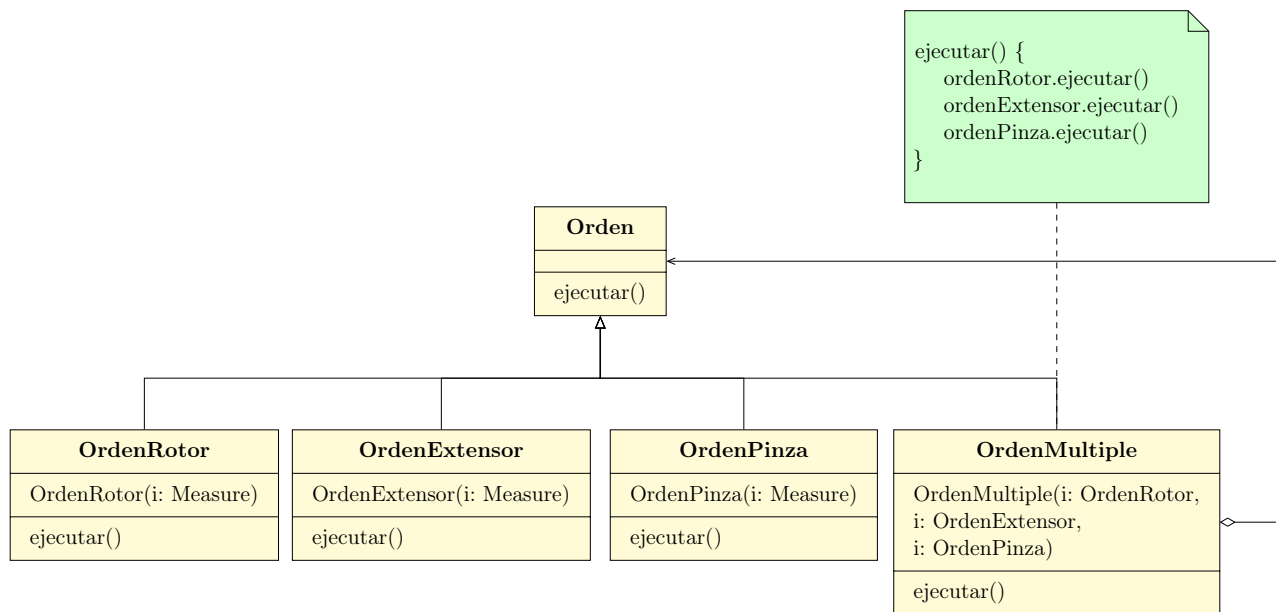 ejecutar() {
ordenRotor.ejecutar()
ordenExtensor.ejecutar()
ordenPinza.ejecutar()
}
Orden
ejecutar()
OrdenRotor
OrdenRotor(i: Measure)
ejecutar()
OrdenExtensor
OrdenExtensor(i: Measure)
ejecutar()
OrdenPinza
OrdenPinza(i: Measure)
ejecutar()
OrdenMultiple
OrdenMultiple(i: OrdenRotor,
i: OrdenExtensor,
i: OrdenPinza)
ejecutar()